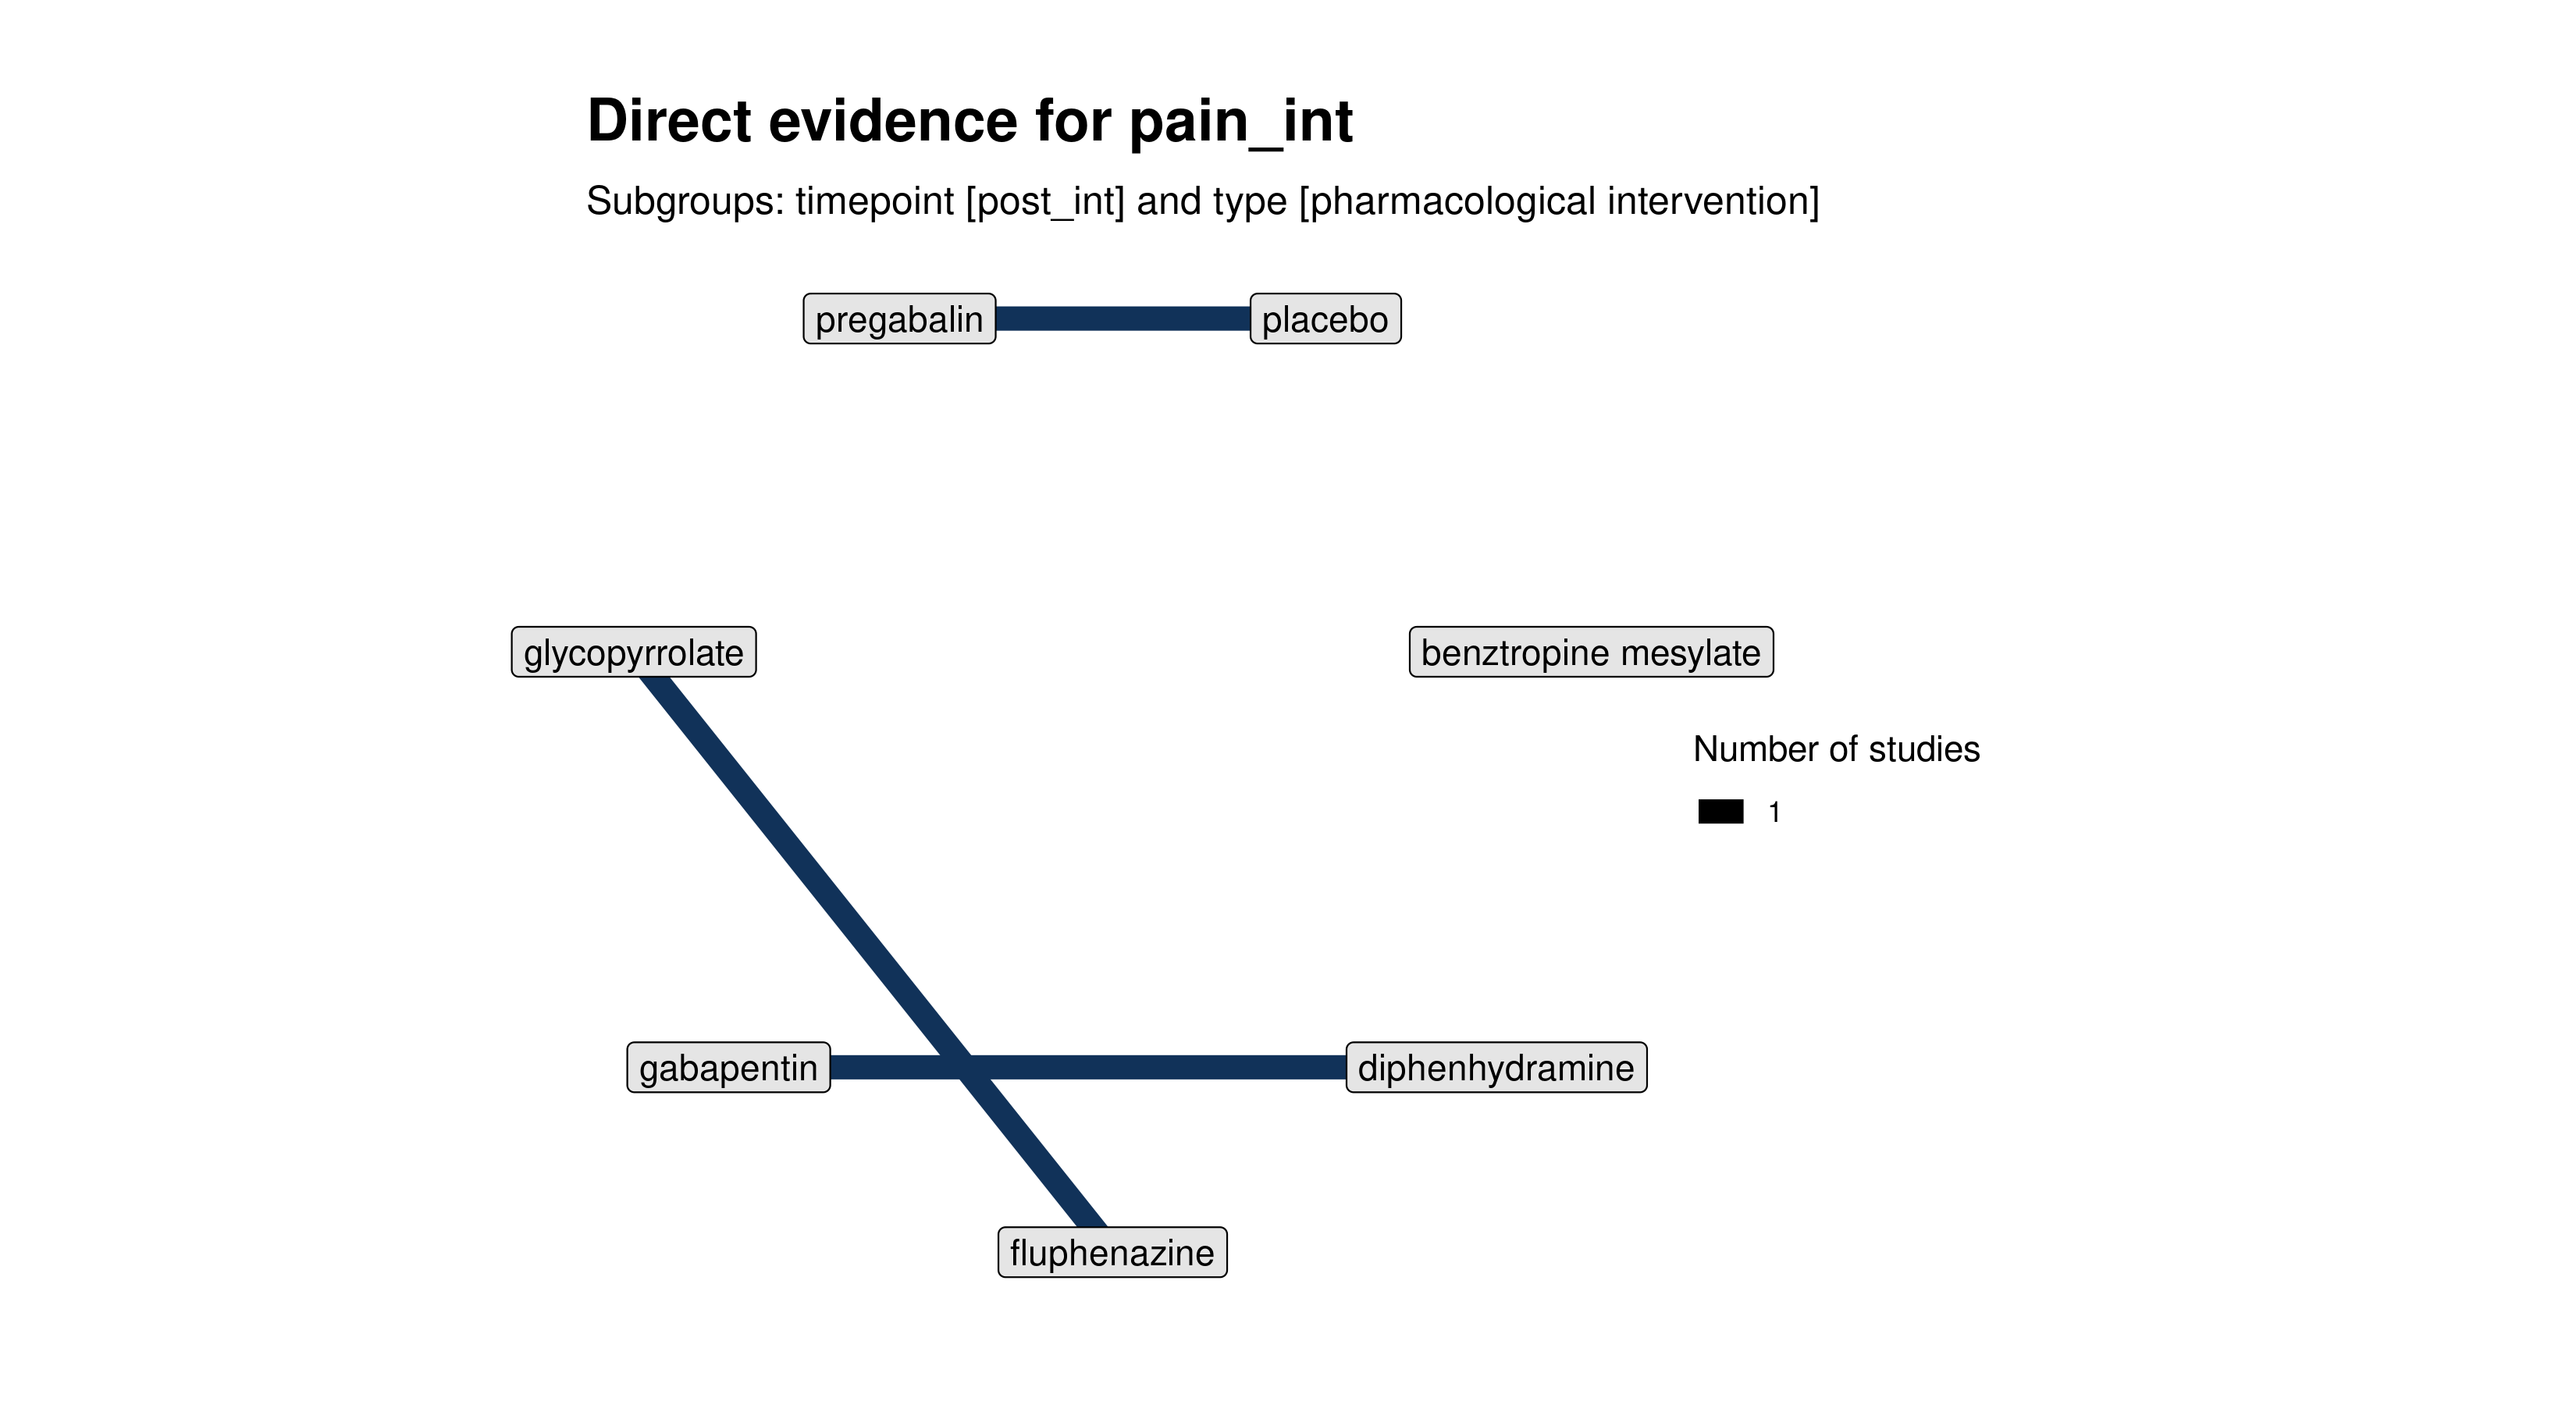 Direct evidence for pain_int
Subgroups: timepoint [post_int] and type [pharmacological intervention]
pregabalin
placebo
glycopyrrolate
benztropine mesylate
Number of studies
1
gabapentin
diphenhydramine
fluphenazine